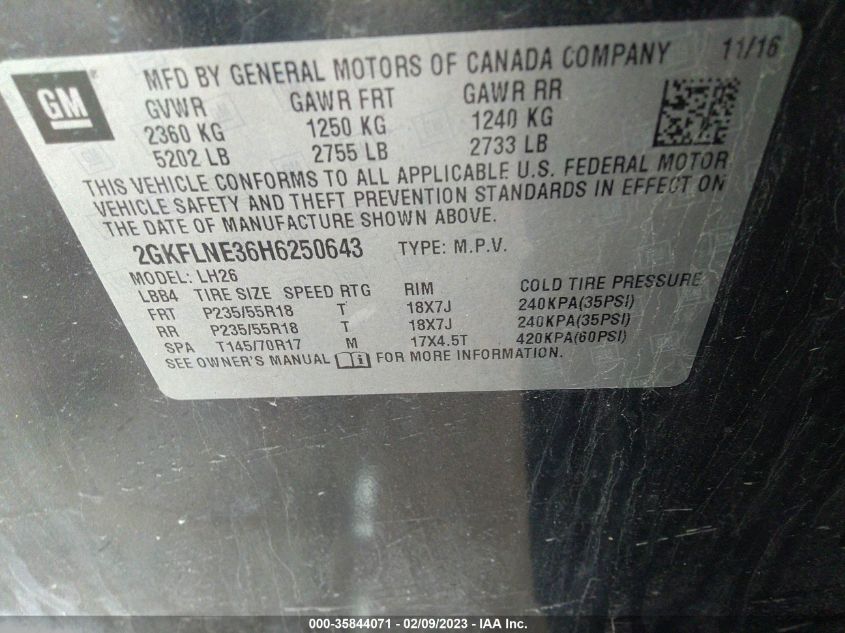 GM
MFD BY GENERAL MOTORS OF CANADA COMPANY 11/16
GVWR GAWR FRT GAWR RR
2360 KG 1250 KG 1240 KG
5202 LB 2755 LB 2733 LB
THIS VEHICLE CONFORMS TO ALL APPLICABLE U.S. FEDERAL MOTOR
VEHICLE SAFETY AND THEFT PREVENTION STANDARDS IN EFFECT ON
THE DATE OF MANUFACTURE SHOWN ABOVE.
2GKFLNE36H6250643 TYPE: M.P.V.
MODEL: LH26
LBB4 TIRE SIZE SPEED RTG RIM COLD TIRE PRESSURE
FRT P235/55R18 T 18X7J 240KPA(35PSI)
RR P235/55R18 T 18X7J 240KPA(35PSI)
SPA T145/70R17 M 17X4.5T 420KPA(60PSI)
SEE OWNER'S MANUAL FOR MORE INFORMATION.
000-35844071 - 02/09/2023 - IAA Inc.